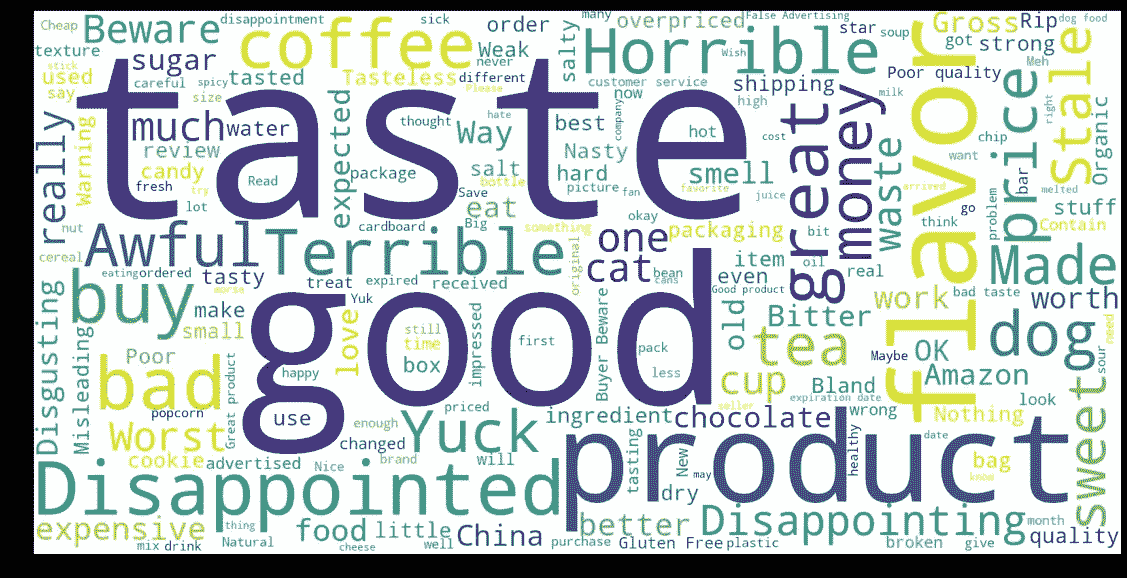 Cheap
Beware
disappointment
sick
order
many
overpriced
False Advertising
star
soup
Gross
Rip
dog food
texture
sugar
coffee
Weak
never
salty
Horrible
Wish
got
strong
Meh
stick
used
say
careful
spicy
size
tasted
Tasteless
different
Please
customer service
now
shipping
high
Poor quality
milk
flavor
price
right
Stale
Organic
really
Warning
taste
much
water
review
candy
fresh
try
lot
Read
expected
package
thought
hate
Way
salt
bottle
Save
eat
Big
best
company
Nasty
hard
picture
fan
hot
smell
favorite
juice
cost
great
money
waste
arrived
chip
want
think
go
problem
bar
melted
stuff
Contain
nut
cereal
Awful
Terrible
cardboard
something
okay
one
packaging
bit
oil
real
eating
ordered
tasty
treat
expired
received
original
cat
bean
cans
item
even
Good product
Made
buy
worse
make
small
Yuk
good
love
still
time
box
impressed
first
Buyer Beware
pack
less
old
Bitter
tea
work
bad taste
worth
Maybe
OK
dog
sour
need
Disgusting
Misleading
Poor
bad
popcorn
Great product
happy
use
cup
Bland
Amazon
expiration date
seller
look
Nothing
sweet
Worst
cookie
advertised
Nice
enough
changed
brand
priced
Yuck
will
ingredient
chocolate
wrong
healthy
product
date
bag
know
Disappointed
tasting
New
may
dry
expensive
thing
Natural
mix
drink
food
little
cheese
well
China
better
purchase
Gluten Free
plastic
Disappointing
broken
give
month
quality